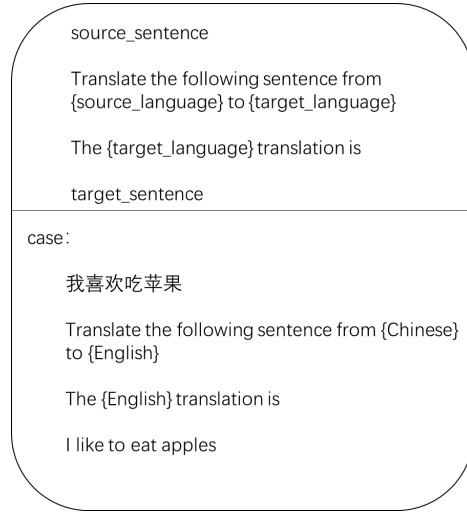 source_sentence
Translate the following sentence from
{source_language} to {target_language}
The {target_language} translation is
target_sentence
case:
我喜欢吃苹果
Translate the following sentence from {Chinese}
to {English}
The {English} translation is
I like to eat apples